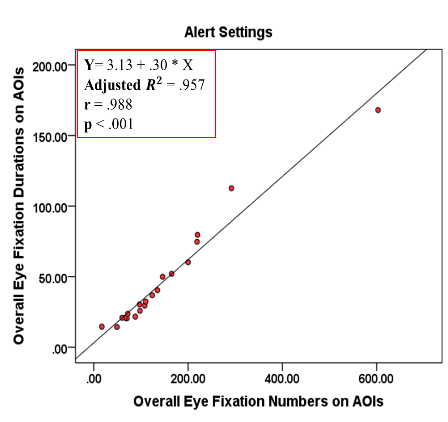 Alert Settings
Y= 3.13 + .30 * X
Adjusted R² = .957
r = .988
p < .001
200.00
150.00
100.00
50.00
.00
Overall Eye Fixation Durations on AOIs
.00 200.00 400.00 600.00
Overall Eye Fixation Numbers on AOIs